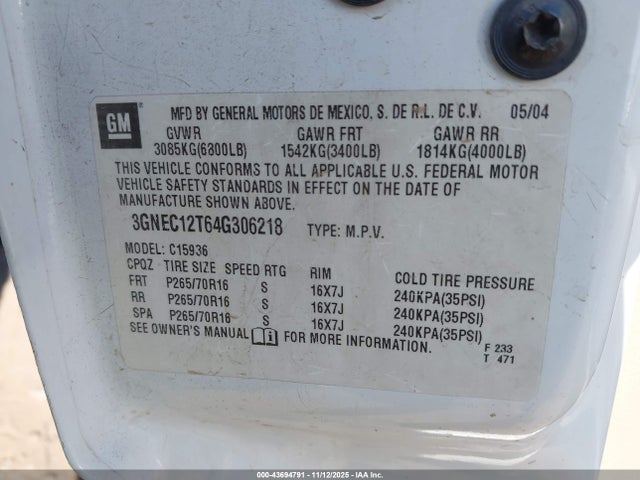 GM
MFD BY GENERAL MOTORS DE MEXICO, S. DE R.L. DE C.V. 05/04
GVWR GAWR FRT GAWR RR
3085KG(6800LB) 1542KG(3400LB) 1814KG(4000LB)
THIS VEHICLE CONFORMS TO ALL APPLICABLE U.S. FEDERAL MOTOR
VEHICLE SAFETY STANDARDS IN EFFECT ON THE DATE OF
MANUFACTURE SHOWN ABOVE.
3GNEC12T64G306218 TYPE: M.P.V.
MODEL: C15936
CPQZ TIRE SIZE SPEED RTG RIM COLD TIRE PRESSURE
FRT P265/70R16 S 16X7J 240KPA(35PSI)
RR P265/70R16 S 16X7J 240KPA(35PSI)
SPA P265/70R16 S 16X7J 240KPA(35PSI)
SEE OWNER'S MANUAL FOR MORE INFORMATION.
F 233
T 471
000-43694791 - 11/12/2025 - IAA Inc.